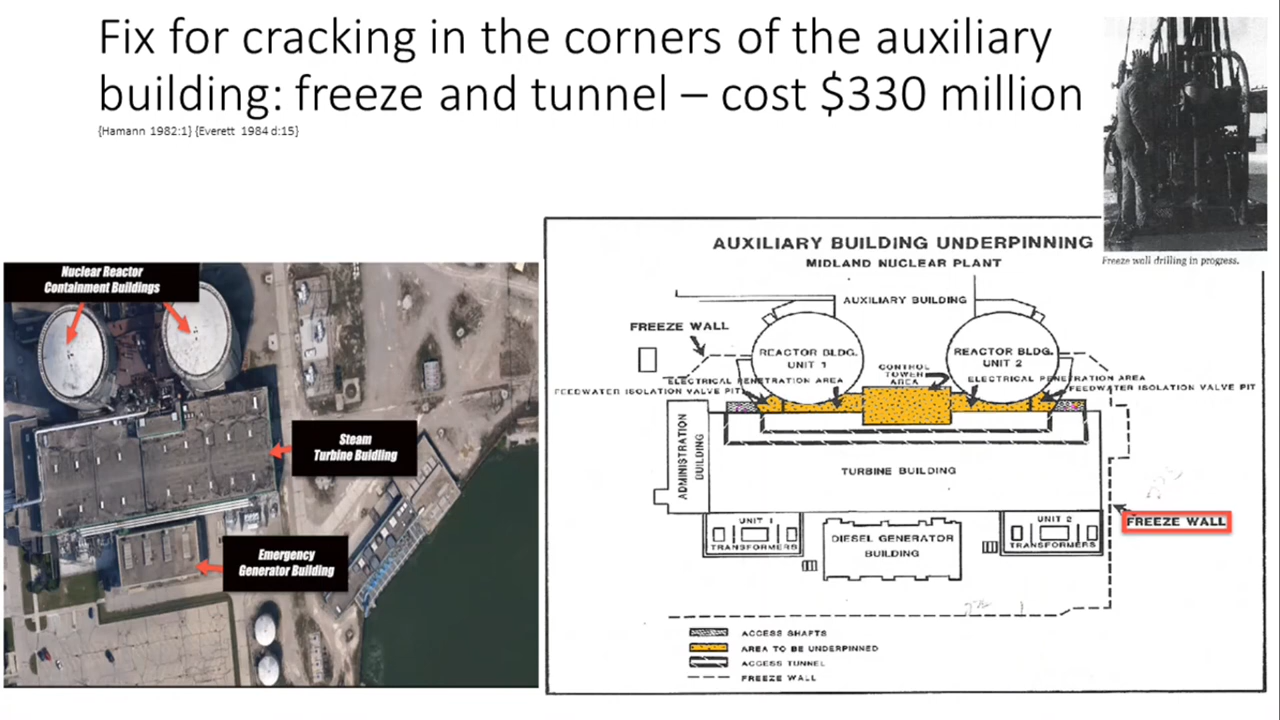 Fix for cracking in the corners of the auxiliary
building: freeze and tunnel – cost $330 million
{Hamann 1982:1} {Everett 1984 d:15}
Freeze wall drilling in progress.
Nuclear Reactor
Containment Buildings
Steam
Turbine Buidling
Emergency
Generator Building
AUXILIARY BUILDING UNDERPINNING
MIDLAND NUCLEAR PLANT
AUXILIARY BUILDING
FREEZE WALL
REACTOR BLDG.
UNIT 1
REACTOR BLDG.
UNIT 2
CONTROL
TOWER
AREA
ELECTRICAL PENETRATION AREA
FEEDWATER ISOLATION VALVE PIT
ELECTRICAL PENETRATION AREA
FEEDWATER ISOLATION VALVE PIT
ADMINISTRATION
BUILDING
TURBINE BUILDING
UNIT 1
TRANSFORMERS
DIESEL GENERATOR
BUILDING
UNIT 2
TRANSFORMERS
FREEZE WALL
ACCESS SHAFTS
AREA TO BE UNDERPINNED
ACCESS TUNNEL
FREEZE WALL